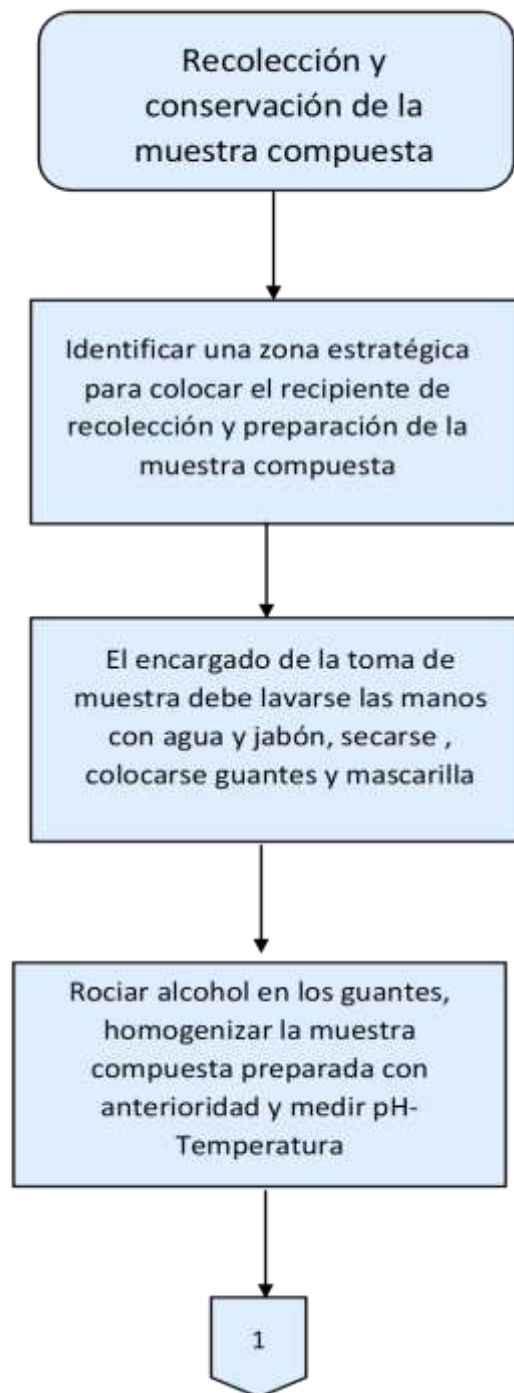 Recolección y
conservación de la
muestra compuesta
Identificar una zona estratégica
para colocar el recipiente de
recolección y preparación de la
muestra compuesta
El encargado de la toma de
muestra debe lavarse las manos
con agua y jabón, secarse ,
colocarse guantes y mascarilla
Rociar alcohol en los guantes,
homogenizar la muestra
compuesta preparada con
anterioridad y medir pH-
Temperatura
1